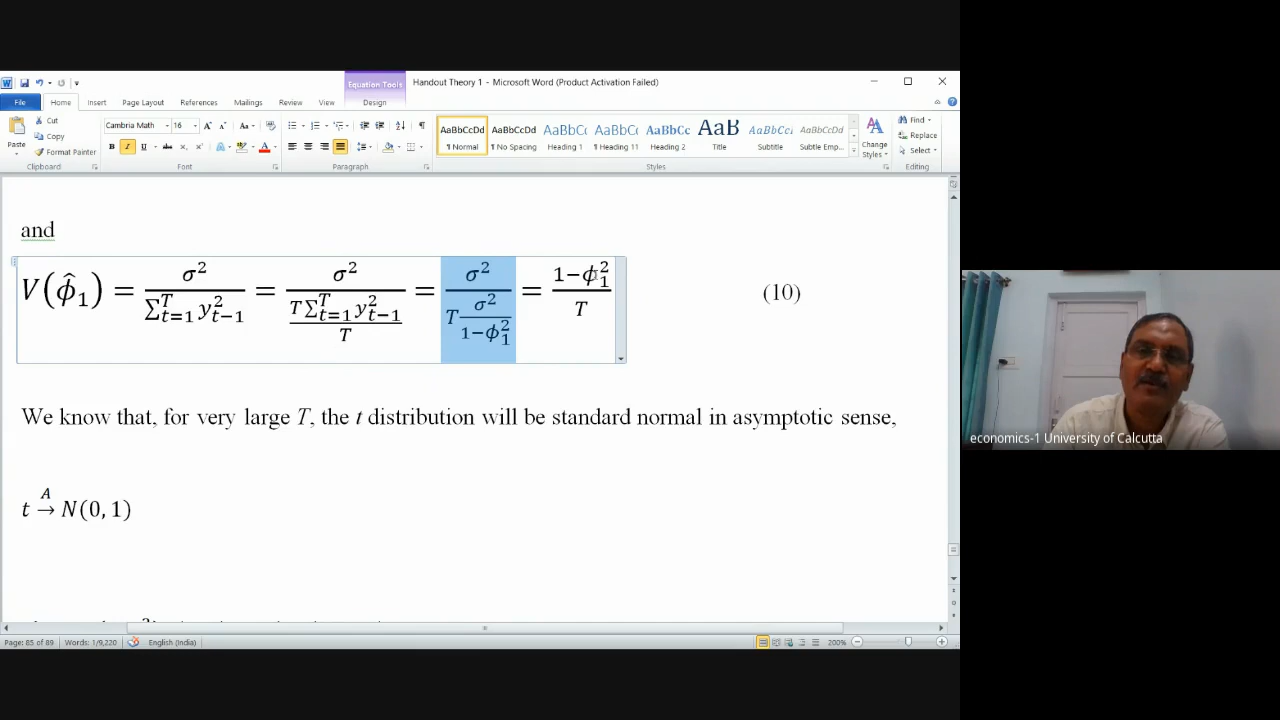 Equation Tools
Handout Theory 1 - Microsoft Word (Product Activation Failed)
File Home Insert Page Layout References Mailings Review View Design
Paste
Cut
Copy
Format Painter
Clipboard
Cambria Math 16
B I U abc
Font
Paragraph
AaBbCcDd AaBbCcDd AaBbC AaBbCc AaBbCc AaB AaBbCcL AaBbCcDd
¶ Normal ¶ No Spacing Heading 1 ¶ Heading 11 Heading 2 Title Subtitle Subtle Emp...
Styles
Change Styles
Find
Replace
Select
Editing
and
V(φ̂₁) = σ² / ∑ᵀₜ₌₁ y²ₜ₋₁ = σ² / (T ∑ᵀₜ₌₁ y²ₜ₋₁ / T) = σ² / (T σ² / (1−φ₁²)) = (1−φ₁²) / T (10)
We know that, for very large T, the t distribution will be standard normal in asymptotic sense,
t →ᴬ N(0, 1)
Page: 85 of 89 Words: 1/9,220 English (India) 200%
economics-1 University of Calcutta